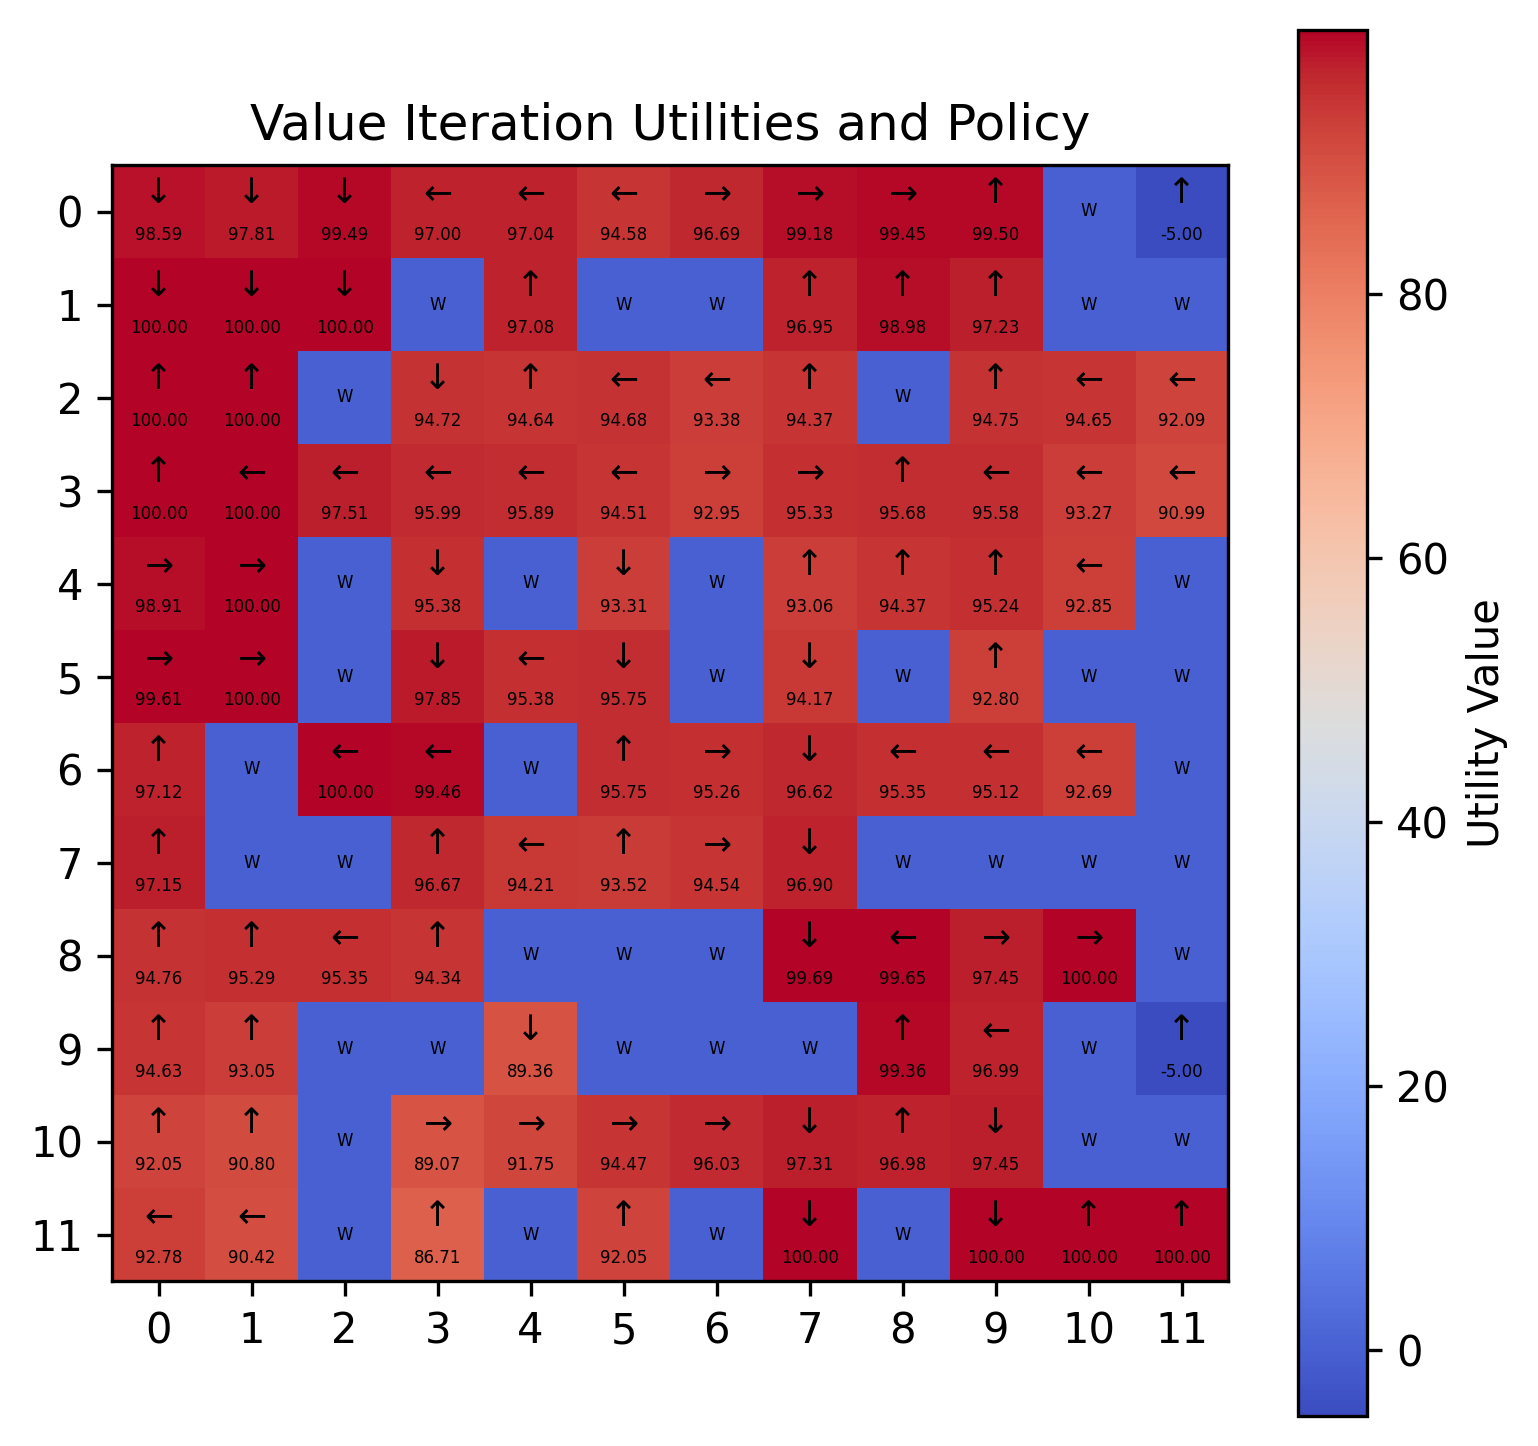 Value Iteration Utilities and Policy
0 ↓ ↓ ↓ ← ← ← → → → ↑ W ↑
98.59 97.81 99.49 97.00 97.04 94.58 96.69 99.18 99.45 99.50 -5.00
1 ↓ ↓ ↓ W ↑ W W ↑ ↑ ↑ W W
100.00 100.00 100.00 97.08 96.95 98.98 97.23
2 ↑ ↑ W ↓ ↑ ← ← ↑ W ↑ ← ←
100.00 100.00 94.72 94.64 94.68 93.38 94.37 94.75 94.65 92.09
3 ↑ ← ← ← ← ← → → ↑ ← ← ←
100.00 100.00 97.51 95.99 95.89 94.51 92.95 95.33 95.68 95.58 93.27 90.99
4 → → W ↓ W ↓ W ↑ ↑ ↑ ← W
98.91 100.00 95.38 93.31 93.06 94.37 95.24 92.85
5 → → W ↓ ← ↓ W ↓ W ↑ W W
99.61 100.00 97.85 95.38 95.75 94.17 92.80
6 ↑ W ← ← W ↑ → ↓ ← ← ← W
97.12 100.00 99.46 95.75 95.26 96.62 95.35 95.12 92.69
7 ↑ W W ↑ ← ↑ → ↓ W W W W
97.15 96.67 94.21 93.52 94.54 96.90
8 ↑ ↑ ← ↑ W W W ↓ ← → → W
94.76 95.29 95.35 94.34 99.69 99.65 97.45 100.00
9 ↑ ↑ W W ↓ W W W ↑ ← W ↑
94.63 93.05 89.36 99.36 96.99 -5.00
10 ↑ ↑ W → → → → ↓ ↑ ↓ W W
92.05 90.80 89.07 91.75 94.47 96.03 97.31 96.98 97.45
11 ← ← W ↑ W ↑ W ↓ W ↓ ↑ ↑
92.78 90.42 86.71 92.05 100.00 100.00 100.00 100.00
0 1 2 3 4 5 6 7 8 9 10 11
80
60
40
20
0
Utility Value